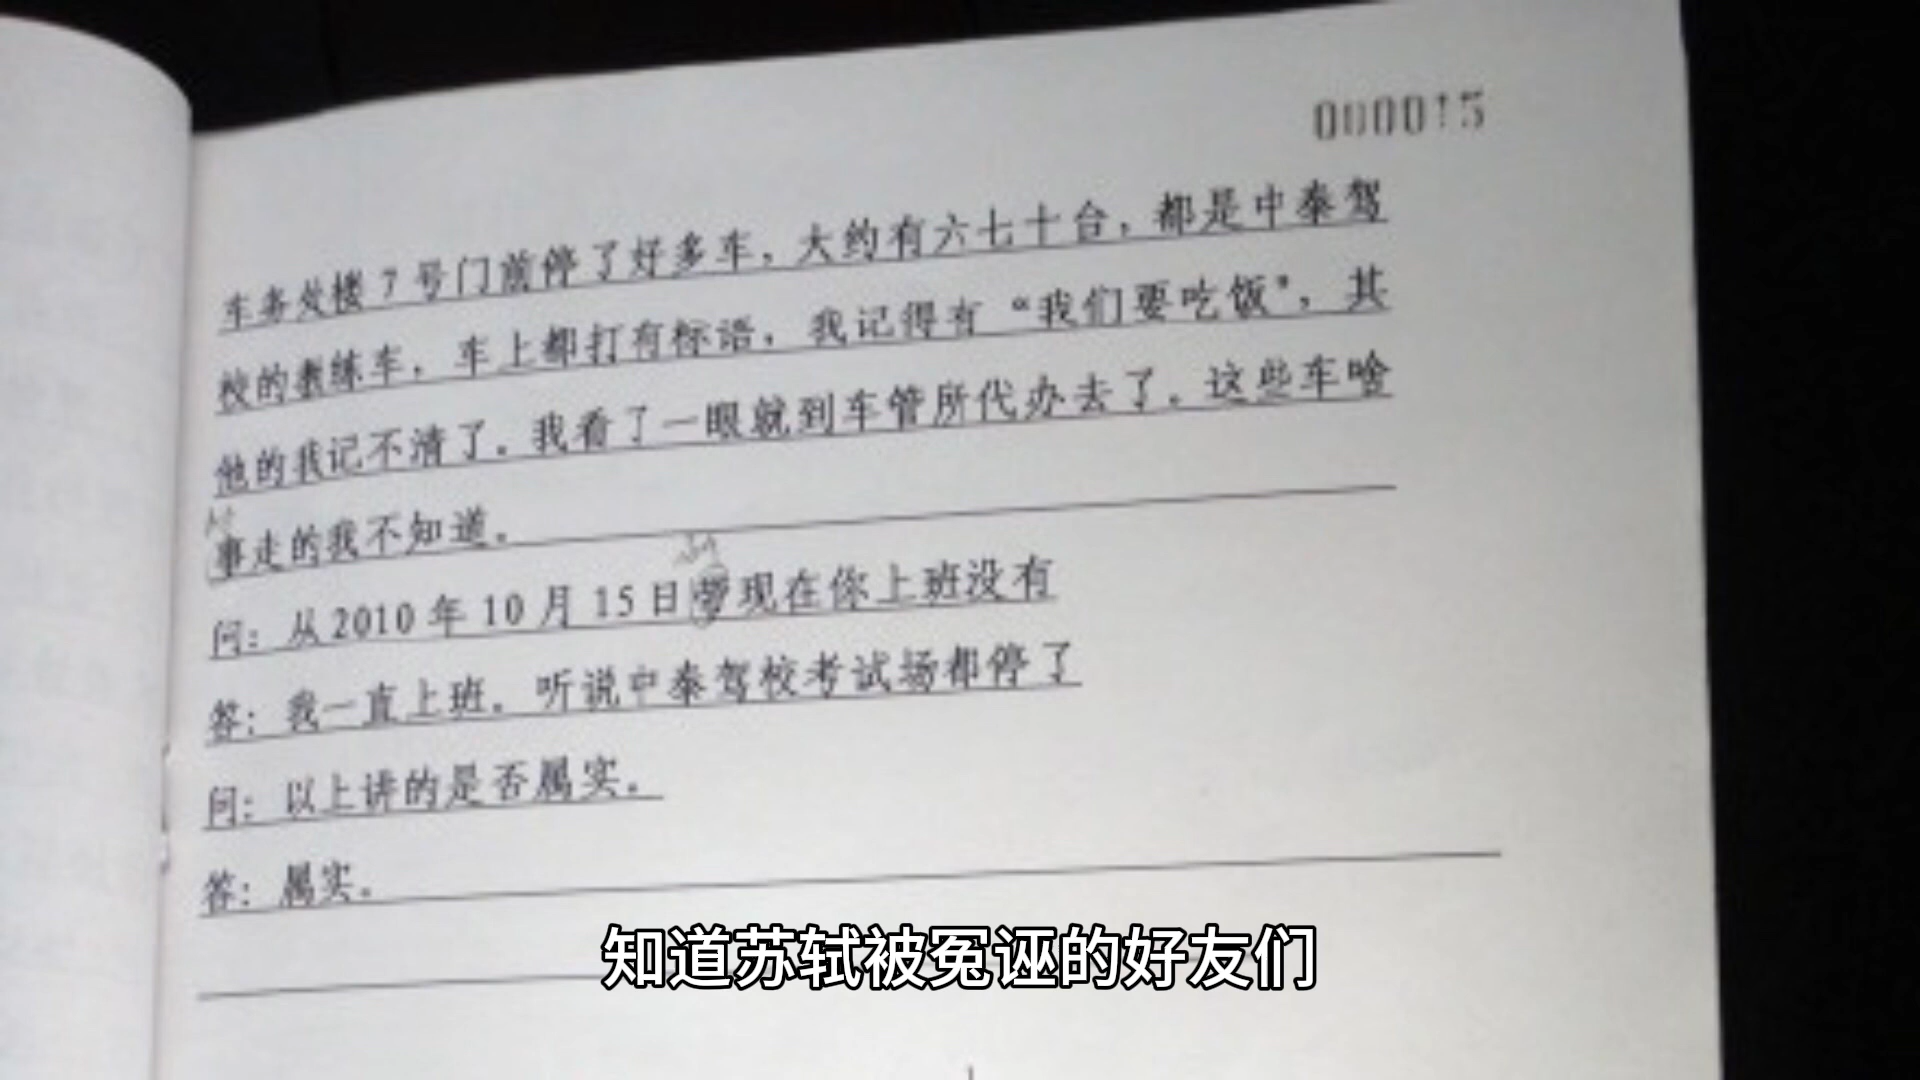 000015
车务处楼7号门前停了好多车，大约有六七十台，都是中泰驾
校的教练车，车上都打有标语，我记得有“我们要吃饭”，其
他的我记不清了。我看了一眼就到车管所代办去了。这些车啥
事走的我不知道。
问：从2010年10月15日现在你上班没有
答：我一直上班。听说中泰驾校考试场都停了
问：以上讲的是否属实。
答：属实。
知道苏轼被冤诬的好友们